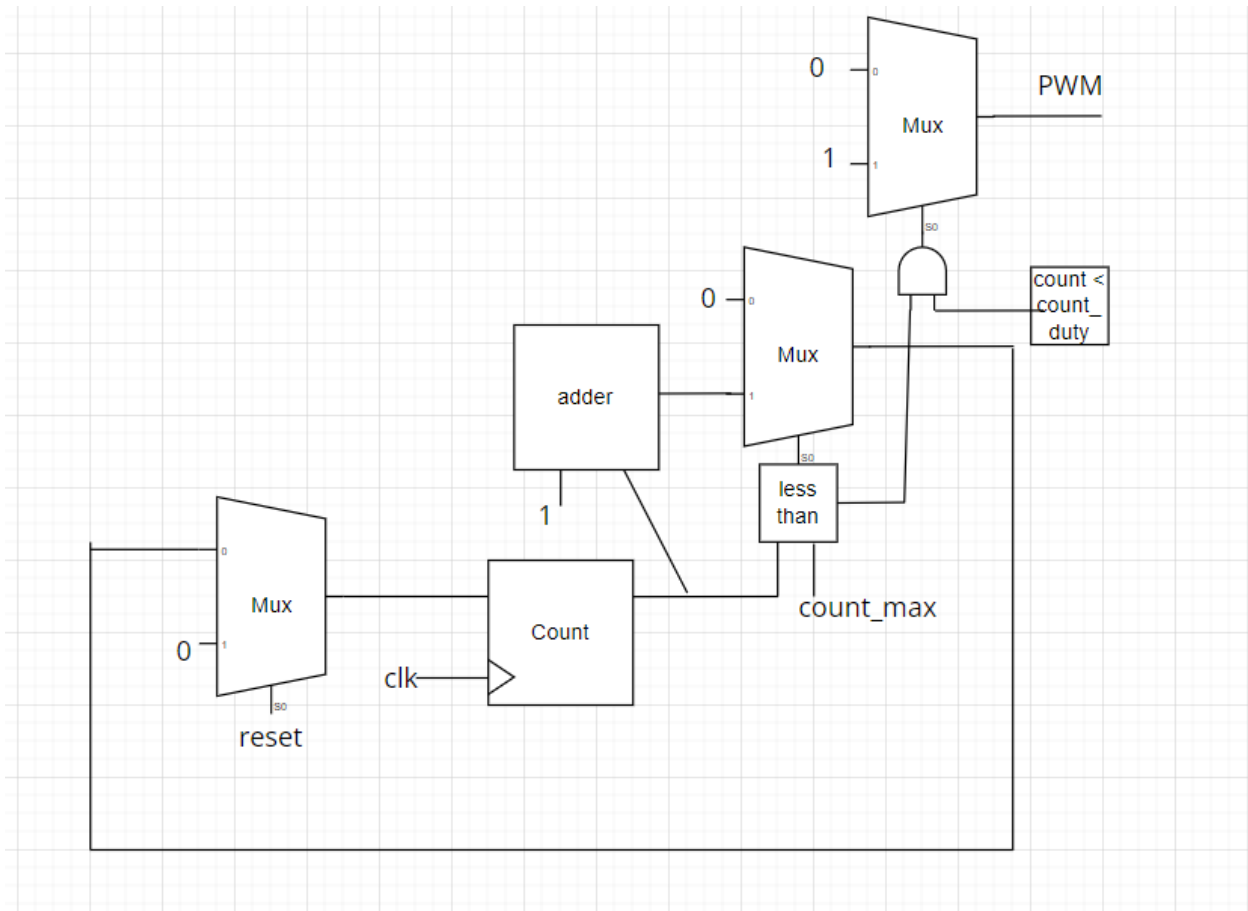 0
0
PWM
Mux
1
1
S0
count <
count_
duty
0
0
Mux
adder
1
S0
less
than
1
0
Mux
Count
count_max
0
1
clk
S0
reset